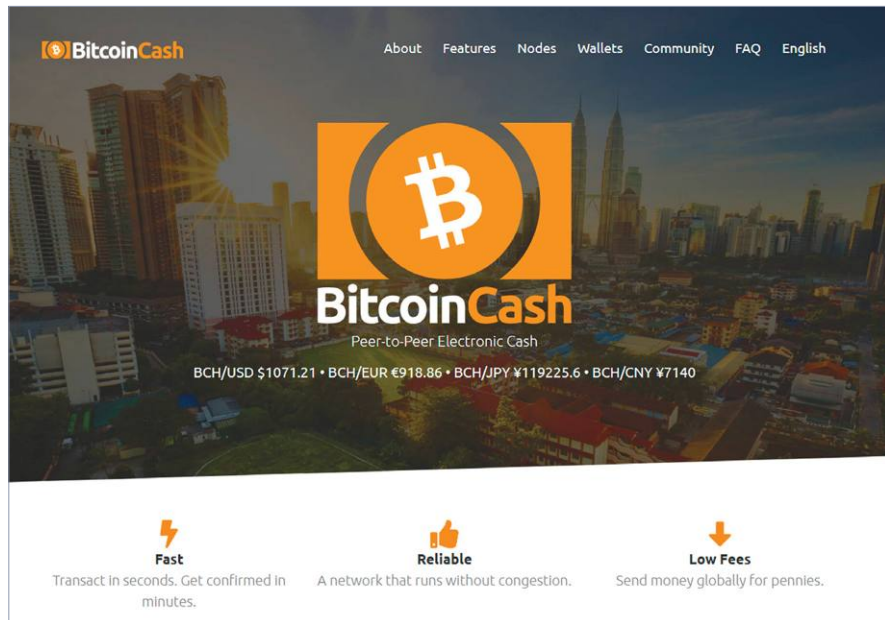 BitcoinCash
About Features Nodes Wallets Community FAQ English
BitcoinCash
Peer-to-Peer Electronic Cash
BCH/USD $1071.21 • BCH/EUR €918.86 • BCH/JPY ¥119225.6 • BCH/CNY ¥7140
Fast
Transact in seconds. Get confirmed in
minutes.
Reliable
A network that runs without congestion.
Low Fees
Send money globally for pennies.